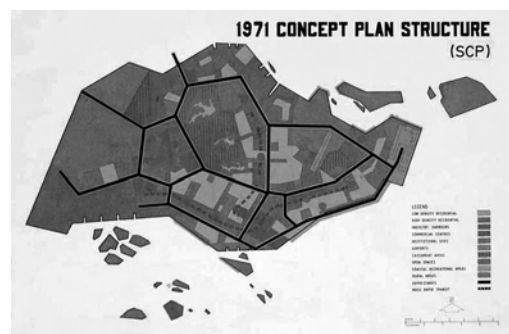 1971 CONCEPT PLAN STRUCTURE
(SCP)
LEGEND
LOW DENSITY RESIDENTIAL
HIGH DENSITY RESIDENTIAL
INDUSTRY, WAREHOUSES
COMMERCIAL CENTRES
INSTITUTIONAL USES
AIRPORTS
CATCHMENT AREAS
OPEN SPACES
COASTAL RECREATIONAL AREAS
RURAL AREAS
EXPRESSWAYS
MASS RAPID TRANSIT